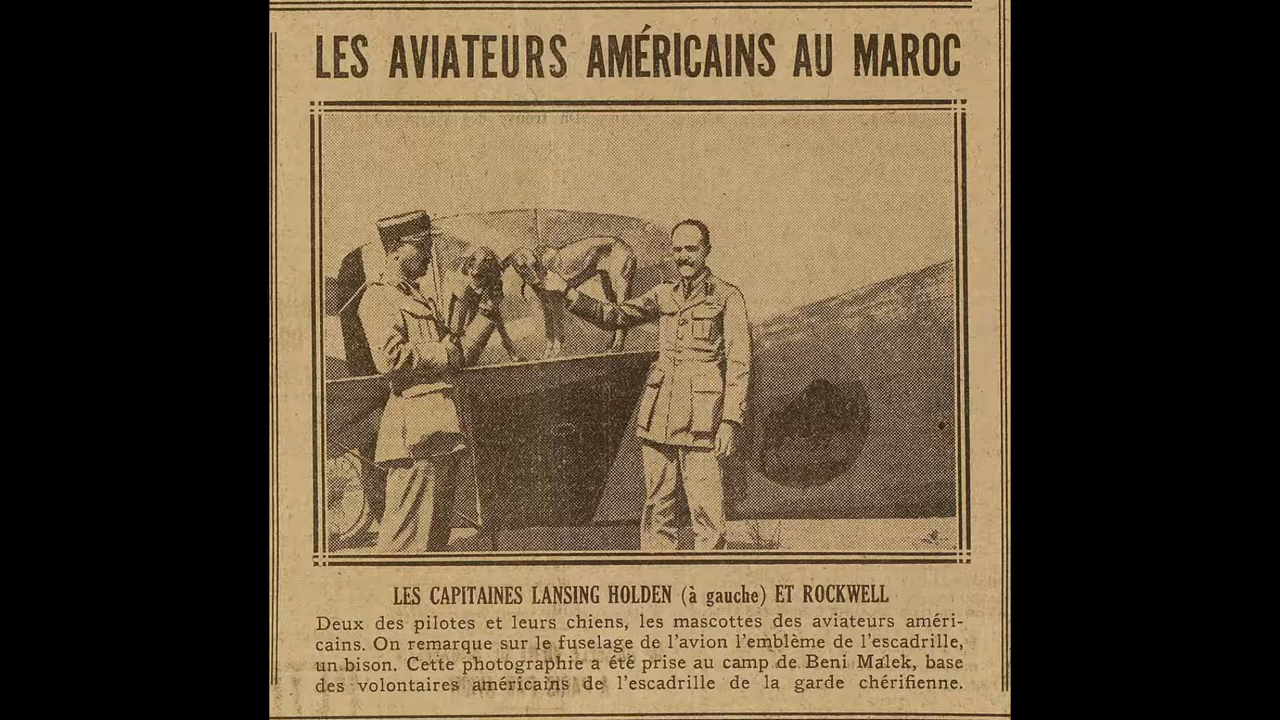 LES AVIATEURS AMÉRICAINS AU MAROC
LES CAPITAINES LANSING HOLDEN (à gauche) ET ROCKWELL
Deux des pilotes et leurs chiens, les mascottes des aviateurs améri-
cains. On remarque sur le fuselage de l'avion l'emblème de l'escadrille,
un bison. Cette photographie a été prise au camp de Beni Malek, base
des volontaires américains de l'escadrille de la garde chérifienne.